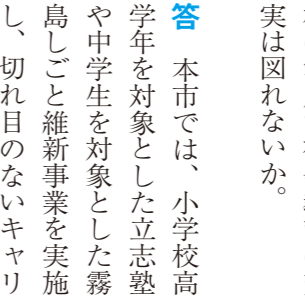 実は図れないか。
答　本市では、小学校高
学年を対象とした立志塾
や中学生を対象とした霧
島しごと維新事業を実施
し、切れ目のないキャリ